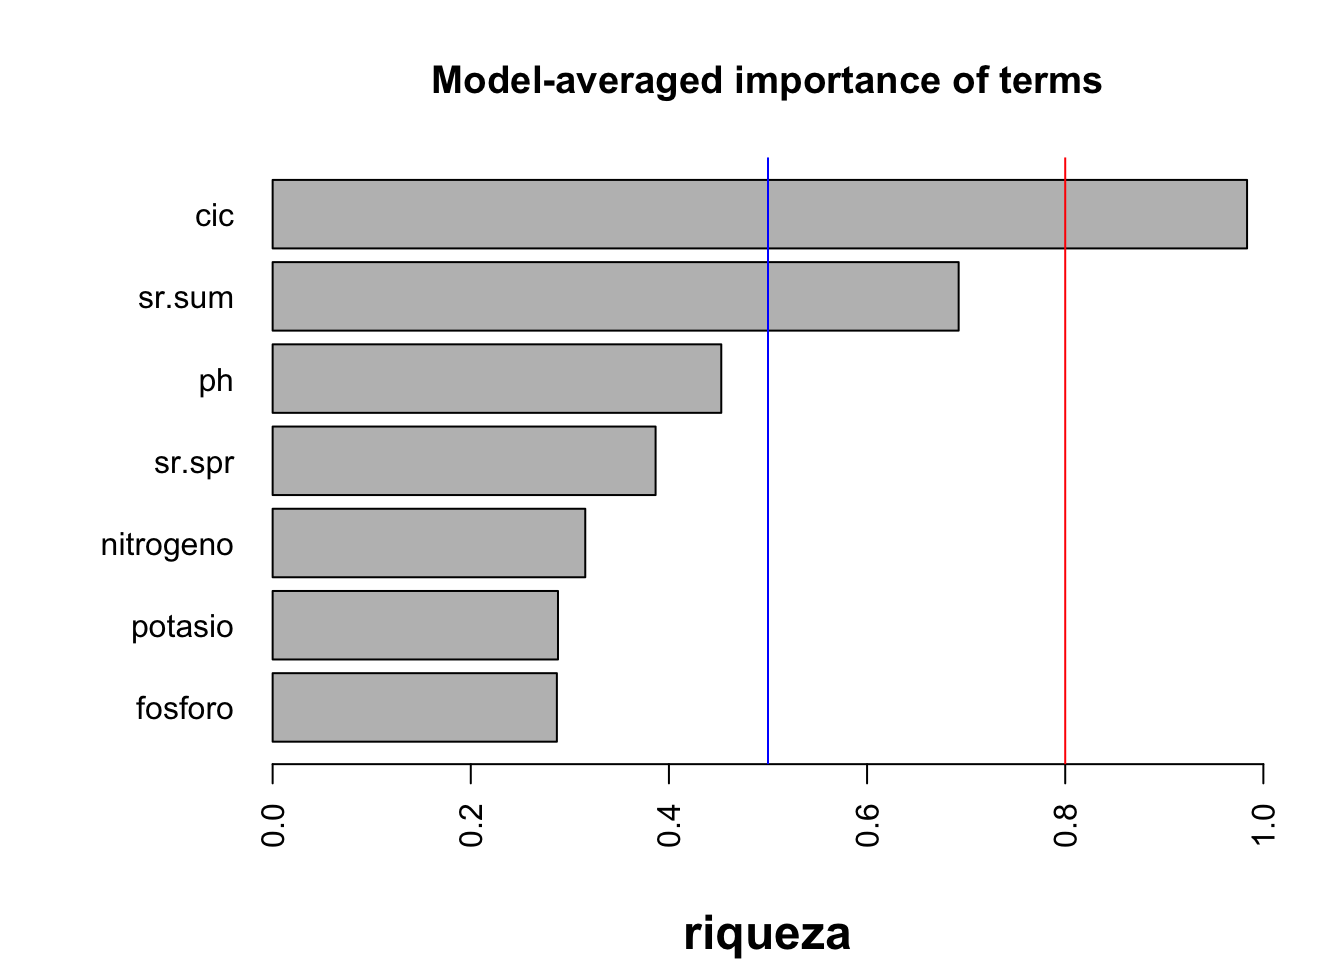 Model-averaged importance of terms
cic
sr.sum
ph
sr.spr
nitrogeno
potasio
fosforo
0.0
0.2
0.4
0.6
0.8
1.0
riqueza